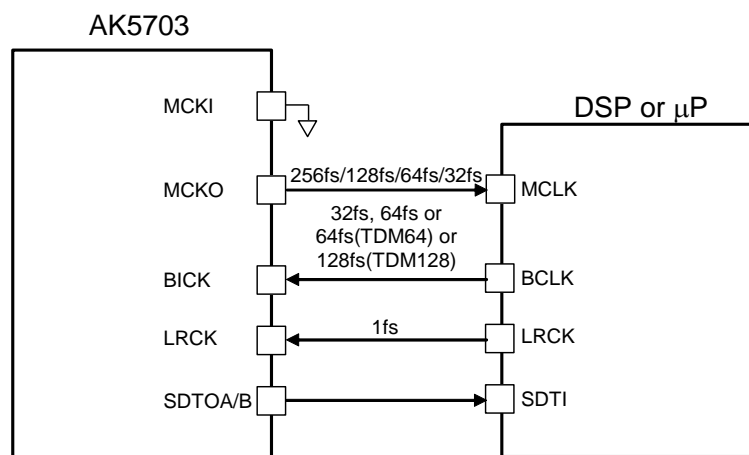 AK5703
DSP or μP
MCKI
MCKO
256fs/128fs/64fs/32fs
MCLK
32fs, 64fs or
64fs(TDM64) or
128fs(TDM128)
BICK
BCLK
LRCK
1fs
LRCK
SDTOA/B
SDTI